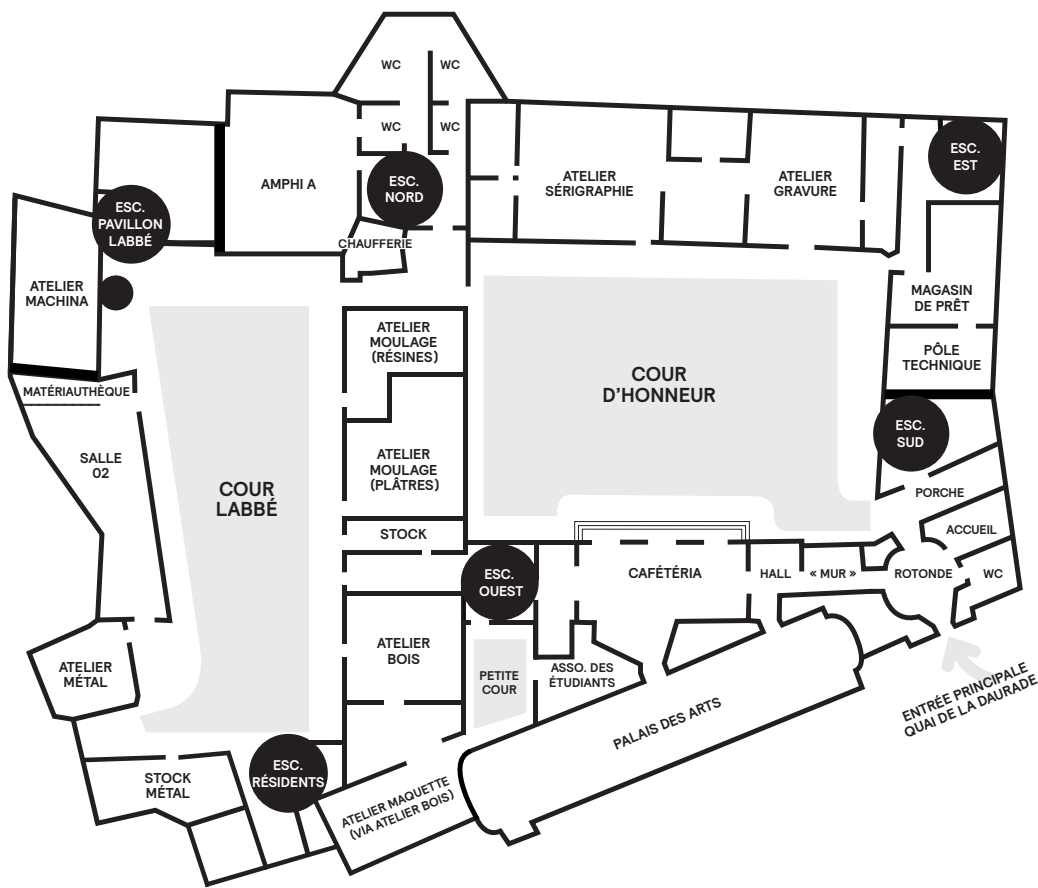 WC
WC
WC
WC
AMPHI A
ESC.
NORD
CHAUFFERIE
ATELIER
SÉRIGRAPHIE
ATELIER
GRAVURE
ESC.
EST
ESC.
PAVILLON
LABBÉ
ATELIER
MACHINA
MATÉRIAUTHÈQUE
SALLE
02
COUR
LABBÉ
ATELIER
MOULAGE
(RÉSINES)
ATELIER
MOULAGE
(PLÂTRES)
STOCK
COUR
D'HONNEUR
MAGASIN
DE PRÊT
PÔLE
TECHNIQUE
ESC.
SUD
PORCHE
ACCUEIL
ESC.
OUEST
CAFÉTÉRIA
HALL
« MUR »
ROTONDE
WC
ATELIER
BOIS
PETITE
COUR
ASSO. DES
ÉTUDIANTS
ATELIER
MÉTAL
PALAIS DES ARTS
ENTRÉE PRINCIPALE
QUAI DE LA DAURADE
STOCK
MÉTAL
ESC.
RÉSIDENTS
ATELIER MAQUETTE
(VIA ATELIER BOIS)